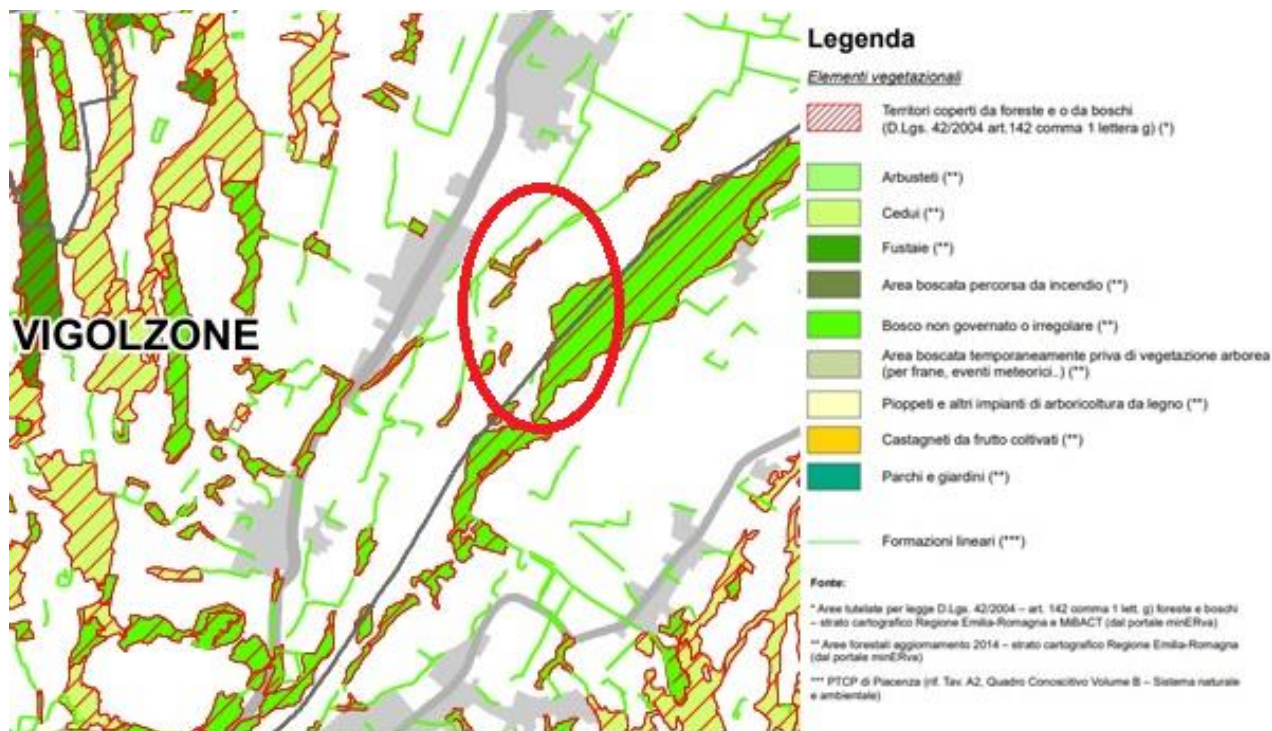 VIGOLZONE
Legenda
Elementi vegetazionali
Territori coperti da foreste e o da boschi
(D.Lgs. 42/2004 art.142 comma 1 lettera g) (*)
Arbusteti (**)
Cedui (**)
Fustaie (**)
Area boscata percorsa da incendio (**)
Bosco non governato o irregolare (**)
Area boscata temporaneamente priva di vegetazione arborea
(per frane, eventi meteorici..) (**)
Pioppeti e altri impianti di arboricoltura da legno (**)
Castagneti da frutto coltivati (**)
Parchi e giardini (**)
Formazioni lineari (***)
Fonte:
* Aree tutelate per legge D.Lgs. 42/2004 – art. 142 comma 1 lett. g) foreste e boschi
– strato cartografico Regione Emilia-Romagna e MiBACT (dal portale minERva)
** Aree forestali aggiornamento 2014 – strato cartografico Regione Emilia-Romagna
(dal portale minERva)
*** PTCP di Piacenza (rif. Tav. A2, Quadro Conoscitivo Volume B – Sistema naturale
e ambientale)